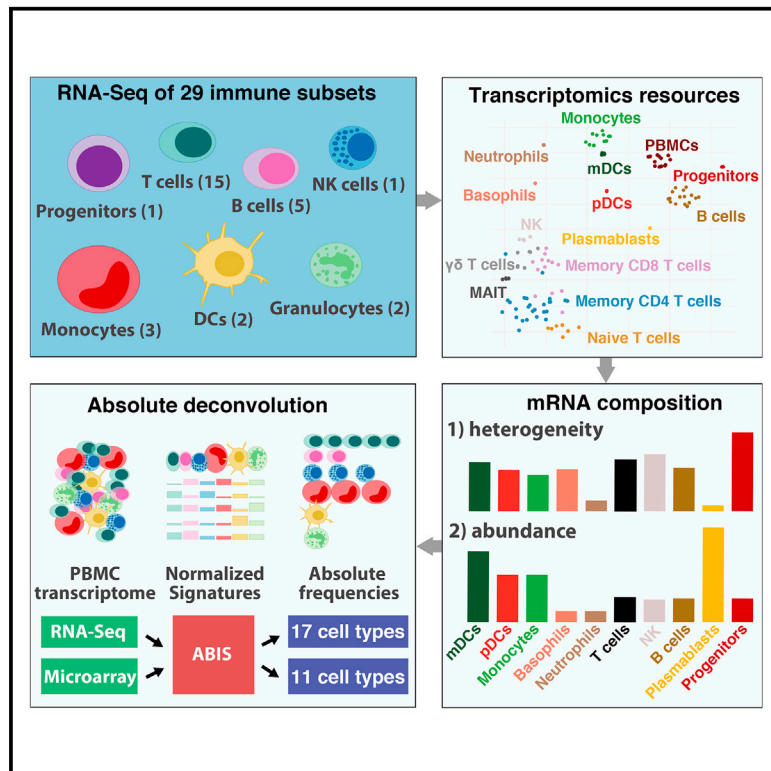 RNA-Seq of 29 immune subsets
Progenitors (1)
T cells (15)
B cells (5)
NK cells (1)
Monocytes (3)
DCs (2)
Granulocytes (2)
Transcriptomics resources
Monocytes
Neutrophils
mDCs
PBMCs
Progenitors
Basophils
pDCs
B cells
NK
Plasmablasts
γδ T cells
Memory CD8 T cells
MAIT
Memory CD4 T cells
Naive T cells
Absolute deconvolution
PBMC
transcriptome
Normalized
Signatures
Absolute
frequencies
RNA-Seq
Microarray
ABIS
17 cell types
11 cell types
mRNA composition
1) heterogeneity
2) abundance
mDCs
pDCs
Monocytes
Basophils
Neutrophils
T cells
NK
B cells
Plasmablasts
Progenitors